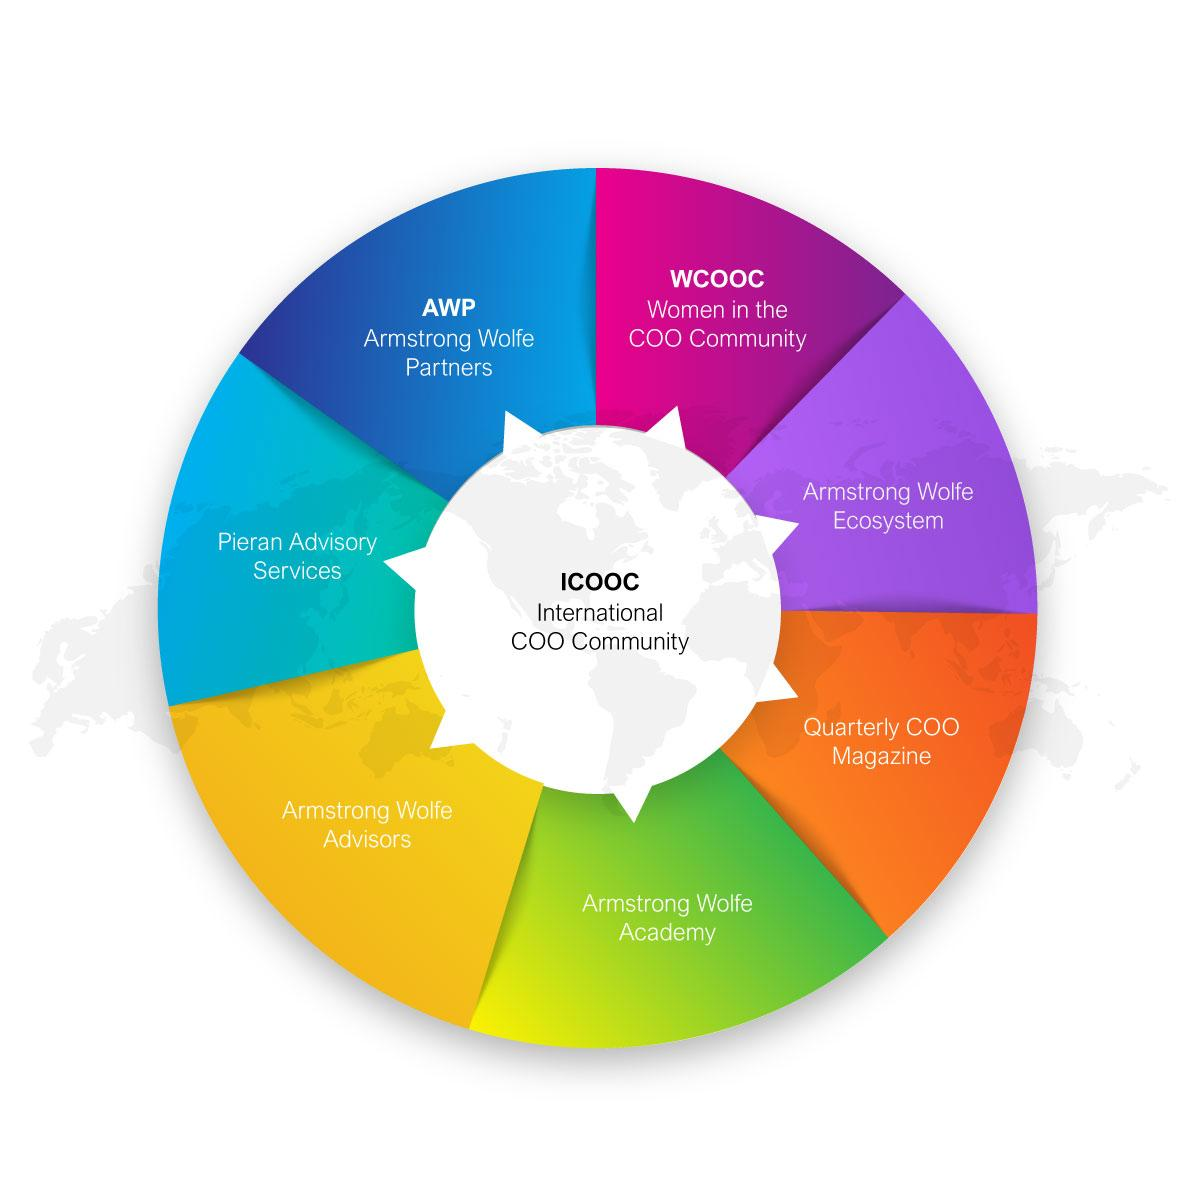 WCOOC
Women in the
COO Community
Armstrong Wolfe
Ecosystem
Quarterly COO
Magazine
Armstrong Wolfe
Academy
Armstrong Wolfe
Advisors
Pieran Advisory
Services
AWP
Armstrong Wolfe
Partners
ICOOC
International
COO Community